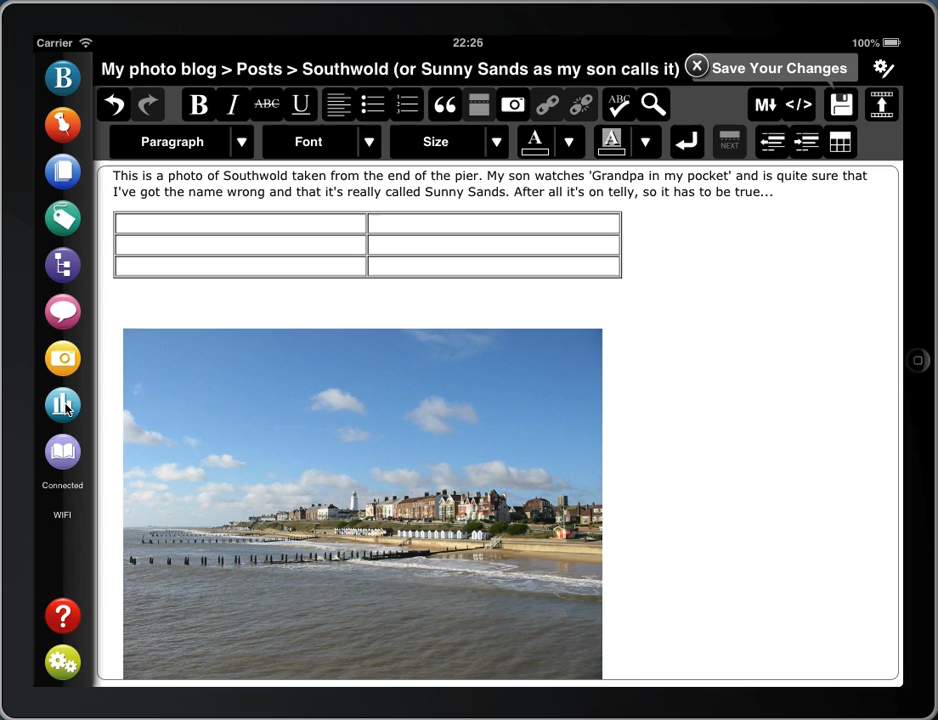 Carrier 22:26 100%
My photo blog > Posts > Southwold (or Sunny Sands as my son calls it) Save Your Changes
B
B I ABC U “ ABC M↓ </>
Paragraph Font Size A A NEXT
This is a photo of Southwold taken from the end of the pier. My son watches 'Grandpa in my pocket' and is quite sure that
I've got the name wrong and that it's really called Sunny Sands. After all it's on telly, so it has to be true...
Connected
WIFI
?